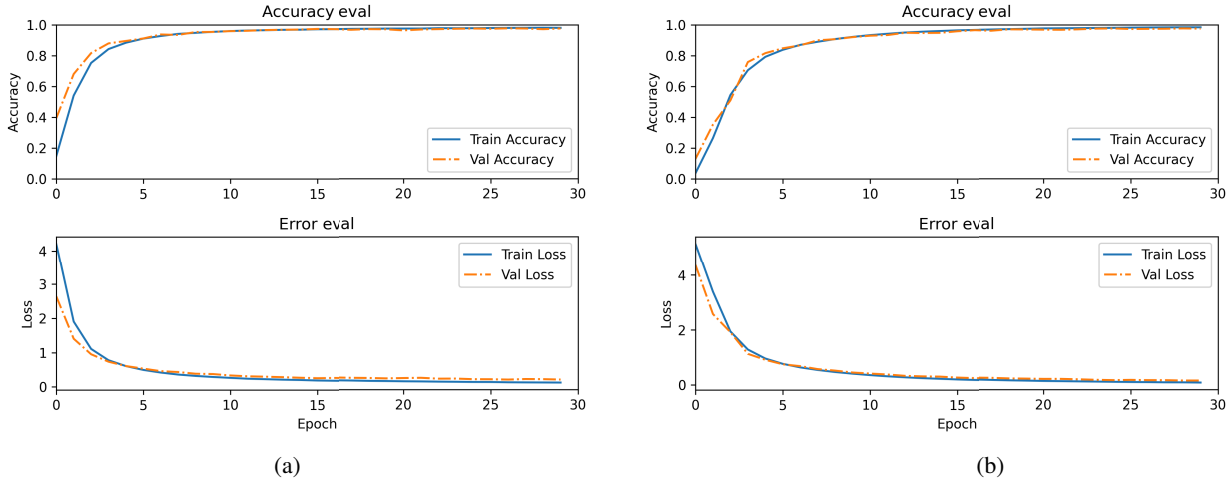 Accuracy eval
Accuracy
1.0
0.8
0.6
0.4
0.2
0.0
Train Accuracy
Val Accuracy
0 5 10 15 20 25 30
Error eval
Loss
4
3
2
1
0
Train Loss
Val Loss
0 5 10 15 20 25 30
Epoch
(a)
Accuracy eval
Accuracy
1.0
0.8
0.6
0.4
0.2
0.0
Train Accuracy
Val Accuracy
0 5 10 15 20 25 30
Error eval
Loss
4
2
0
Train Loss
Val Loss
0 5 10 15 20 25 30
Epoch
(b)